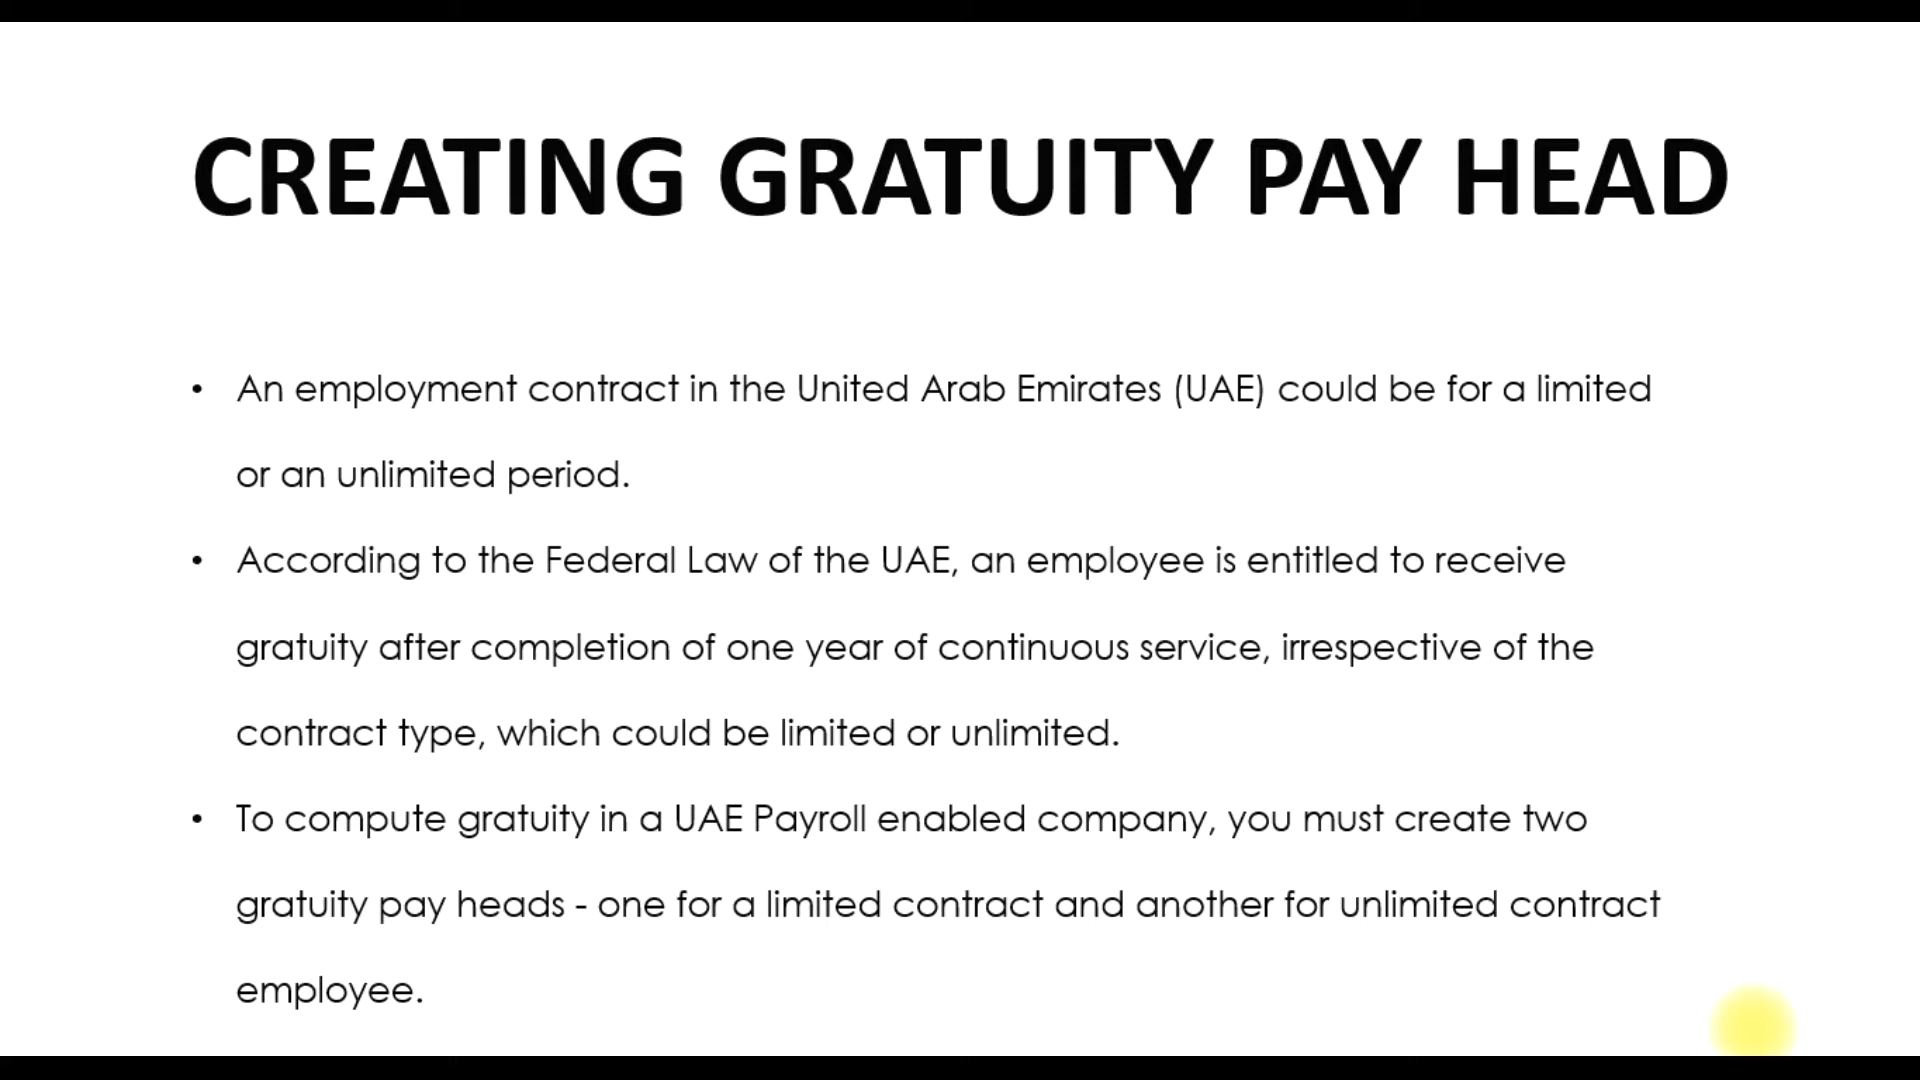 CREATING GRATUITY PAY HEAD
• An employment contract in the United Arab Emirates (UAE) could be for a limited
or an unlimited period.
• According to the Federal Law of the UAE, an employee is entitled to receive
gratuity after completion of one year of continuous service, irrespective of the
contract type, which could be limited or unlimited.
• To compute gratuity in a UAE Payroll enabled company, you must create two
gratuity pay heads - one for a limited contract and another for unlimited contract
employee.